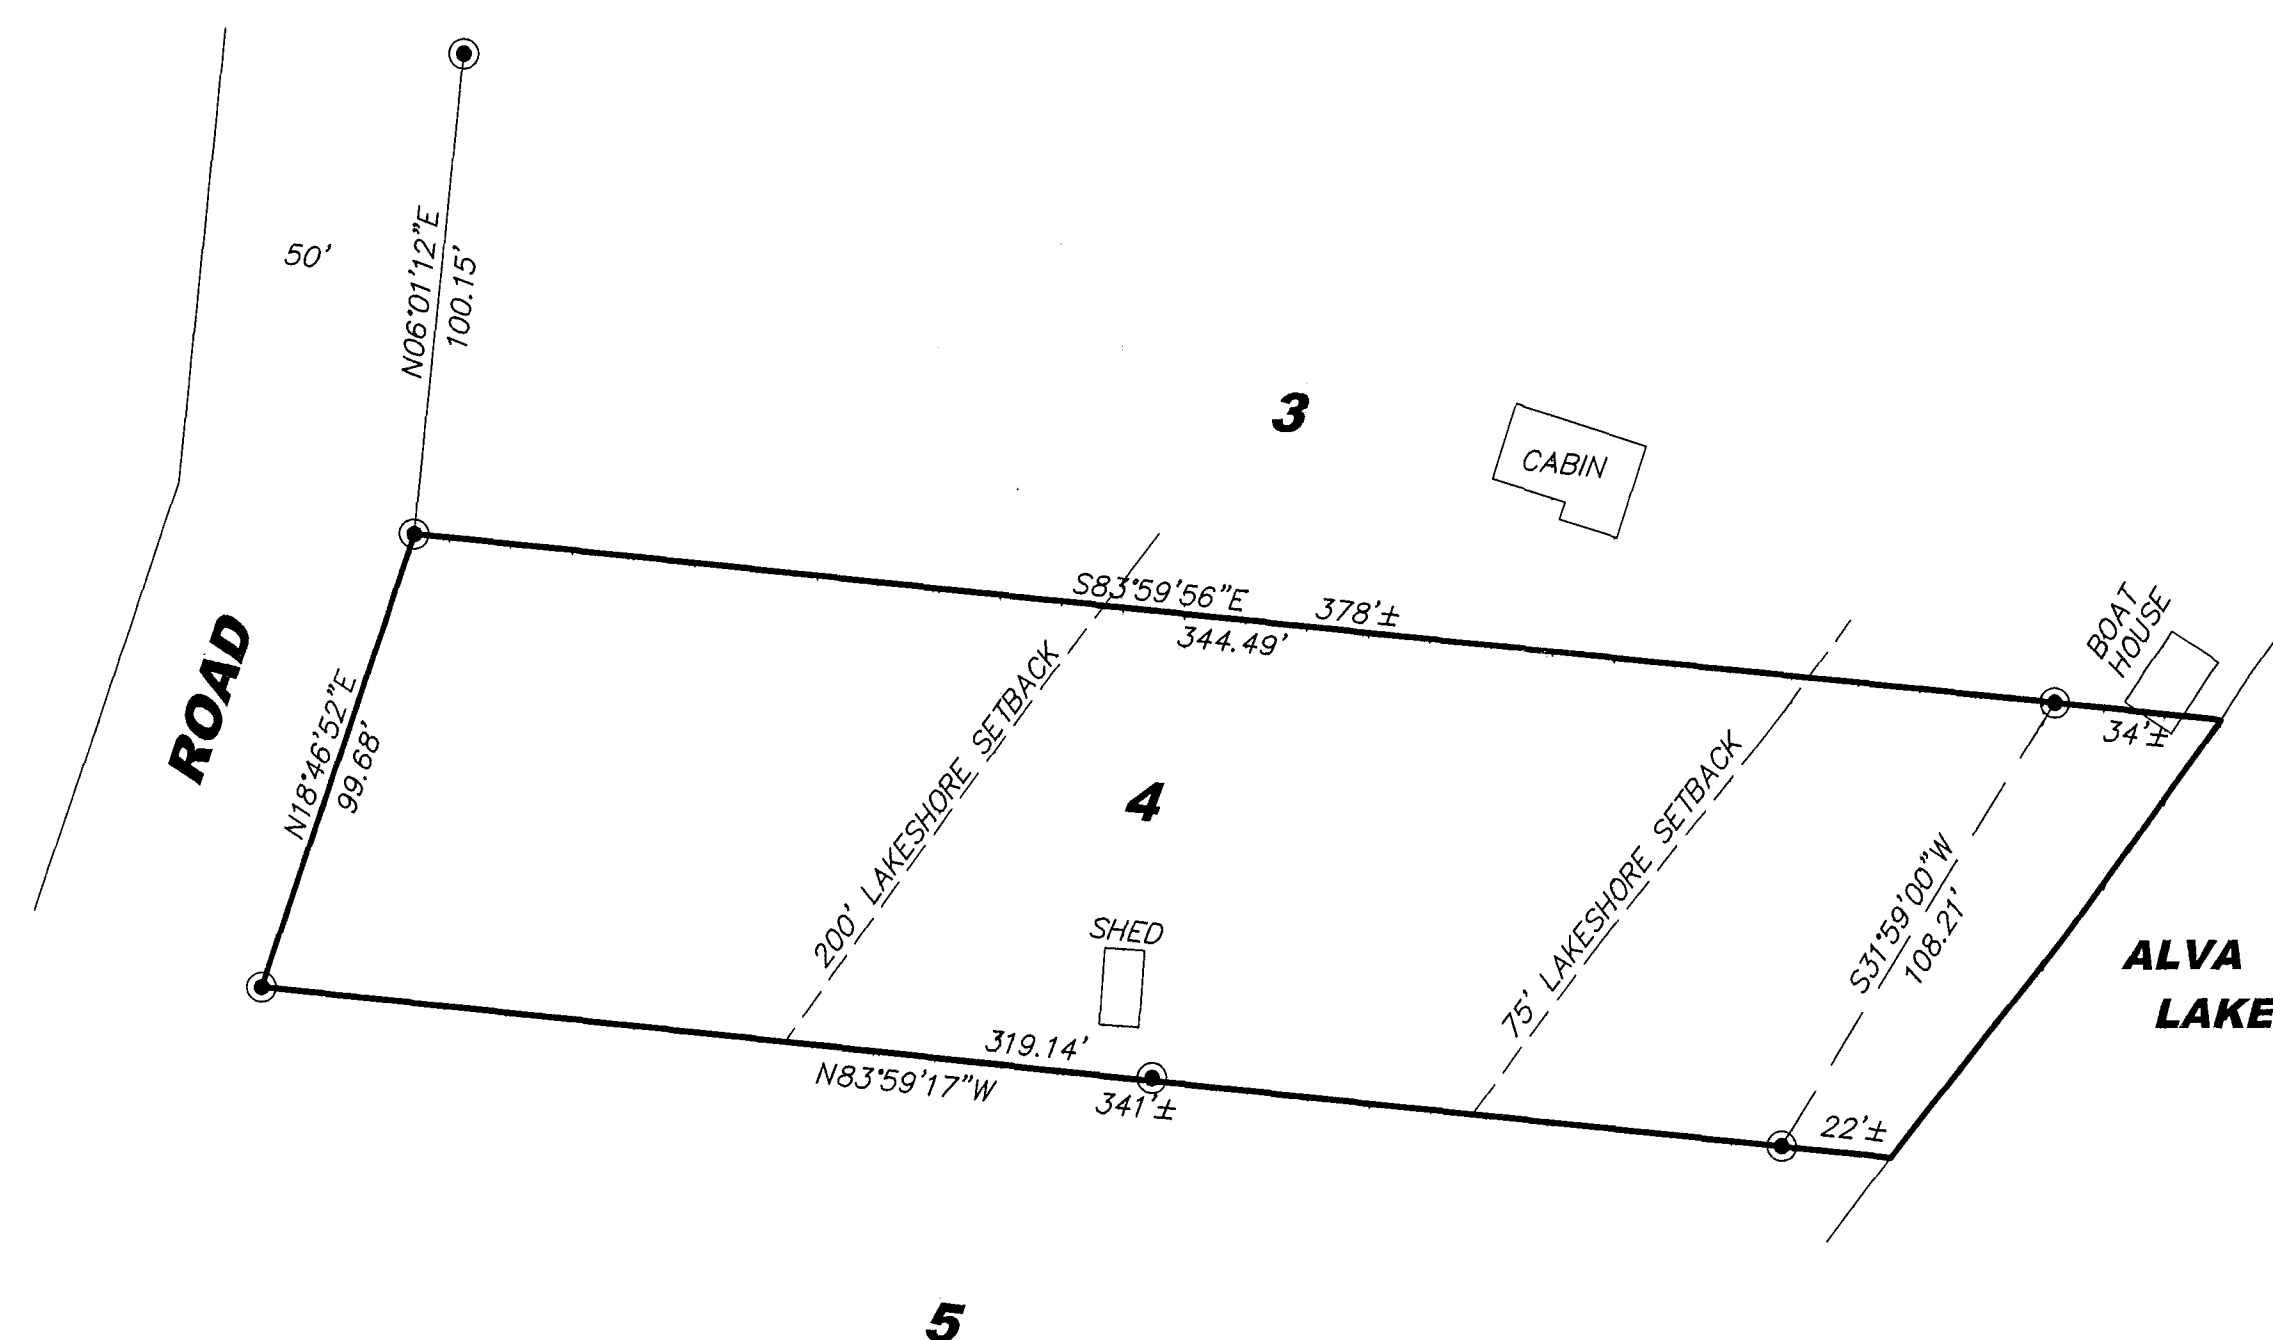 50'
N06°01'12"E
100.15'
3
CABIN
S83°59'56"E
378'±
344.49'
BOAT
HOUSE
34'±
ROAD
N18°46'52"E
99.68'
200' LAKESHORE SETBACK
4
75' LAKESHORE SETBACK
S31°59'00"W
108.21'
SHED
ALVA
LAKE
319.14'
N83°59'17"W
341'±
22'±
5